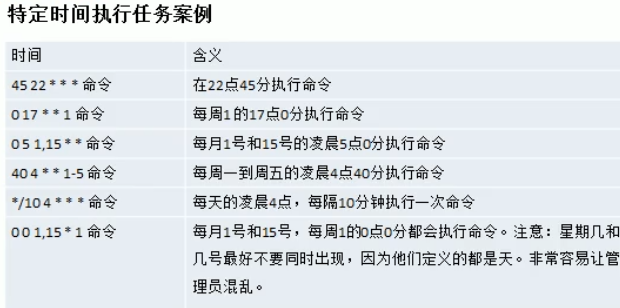 特定时间执行任务案例
时间 含义
45 22 * * * 命令 在22点45分执行命令
0 17 * * 1 命令 每周1的17点0分执行命令
0 5 1,15 * * 命令 每月1号和15号的凌晨5点0分执行命令
40 4 * * 1-5 命令 每周一到周五的凌晨4点40分执行命令
*/10 4 * * * 命令 每天的凌晨4点，每隔10分钟执行一次命令
0 0 1,15 * 1 命令 每月1号和15号，每周1的0点0分都会执行命令。注意：星期几和
几号最好不要同时出现，因为他们定义的都是天。非常容易让管
理员混乱。